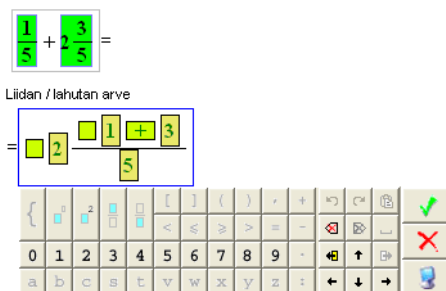 1/5 + 2 3/5 =
Liidan / lahutan arve
= 2 1 + 3 / 5
{ [ ] ( ) , +
< ⩽ ⩾ > = -
0 1 2 3 4 5 6 7 8 9 ·
a b c s t v w x y z :